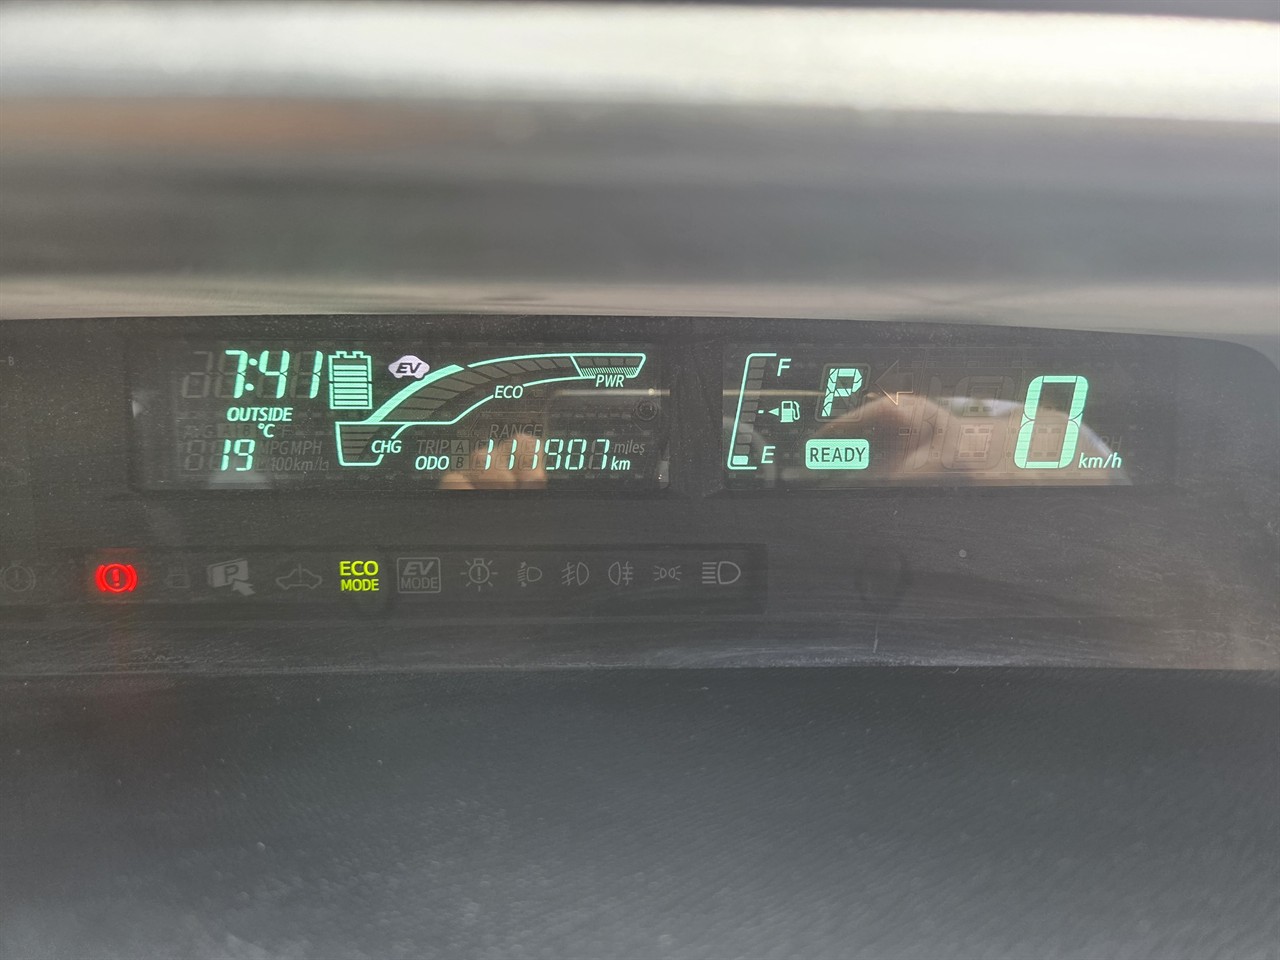 7:41
EV
ECO
PWR
OUTSIDE
°C
19
CHG
RANGE
MPG MPH
TRIP A
miles
ODO B 111907 km
L/100km/h
F
E
P
READY
0 km/h
P
ECO MODE
EV MODE